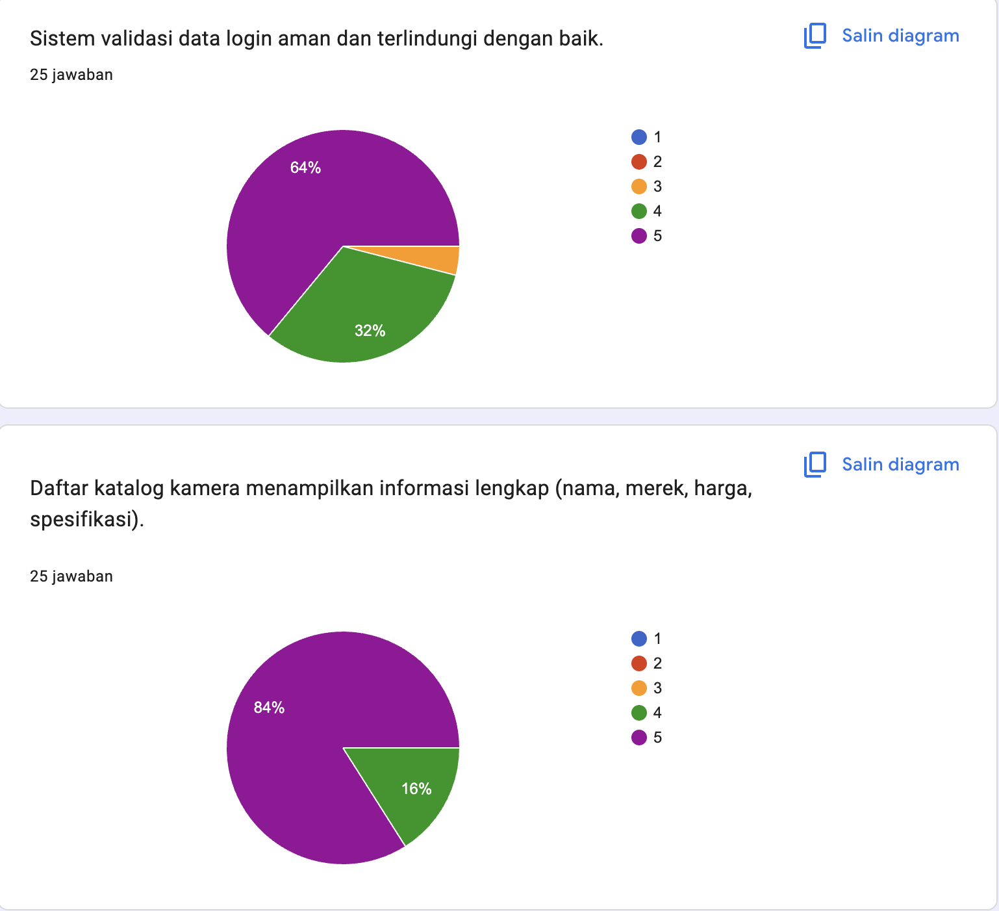 Sistem validasi data login aman dan terlindungi dengan baik.
Salin diagram
25 jawaban
64%
32%
1
2
3
4
5
Salin diagram
Daftar katalog kamera menampilkan informasi lengkap (nama, merek, harga,
spesifikasi).
25 jawaban
84%
16%
1
2
3
4
5